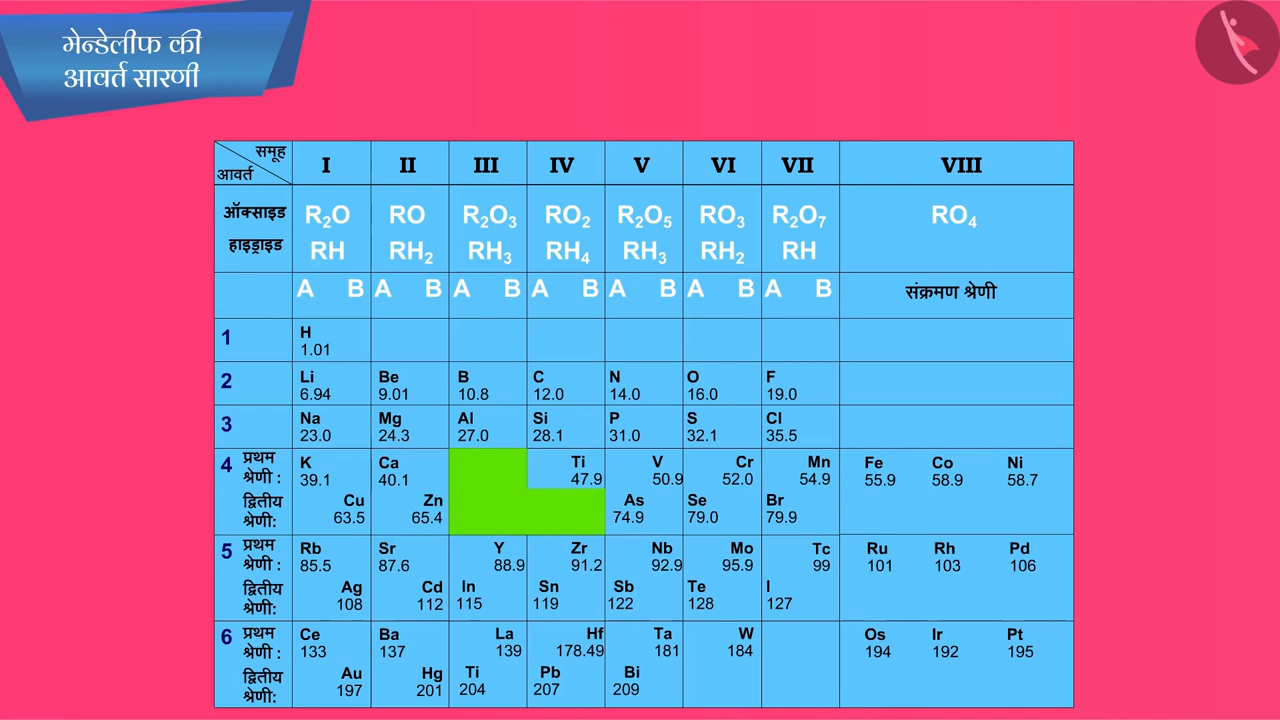 मेन्डेलीफ की
आवर्त सारणी
समूह I II III IV V VI VII VIII
आवर्त
ऑक्साइड R₂O RO R₂O₃ RO₂ R₂O₅ RO₃ R₂O₇ RO₄
हाइड्राइड RH RH₂ RH₃ RH₄ RH₃ RH₂ RH
A B A B A B A B A B A B A B संक्रमण श्रेणी
1 H
1.01
2 Li Be B C N O F
6.94 9.01 10.8 12.0 14.0 16.0 19.0
3 Na Mg Al Si P S Cl
23.0 24.3 27.0 28.1 31.0 32.1 35.5
4 प्रथम K Ca Ti V Cr Mn Fe Co Ni
श्रेणी : 39.1 40.1 47.9 50.9 52.0 54.9 55.9 58.9 58.7
द्वितीय Cu Zn As Se Br
श्रेणी: 63.5 65.4 74.9 79.0 79.9
5 प्रथम Rb Sr Y Zr Nb Mo Tc Ru Rh Pd
श्रेणी : 85.5 87.6 88.9 91.2 92.9 95.9 99 101 103 106
द्वितीय Ag Cd In Sn Sb Te I
श्रेणी: 108 112 115 119 122 128 127
6 प्रथम Ce Ba La Hf Ta W Os Ir Pt
श्रेणी : 133 137 139 178.49 181 184 194 192 195
द्वितीय Au Hg Ti Pb Bi
श्रेणी: 197 201 204 207 209